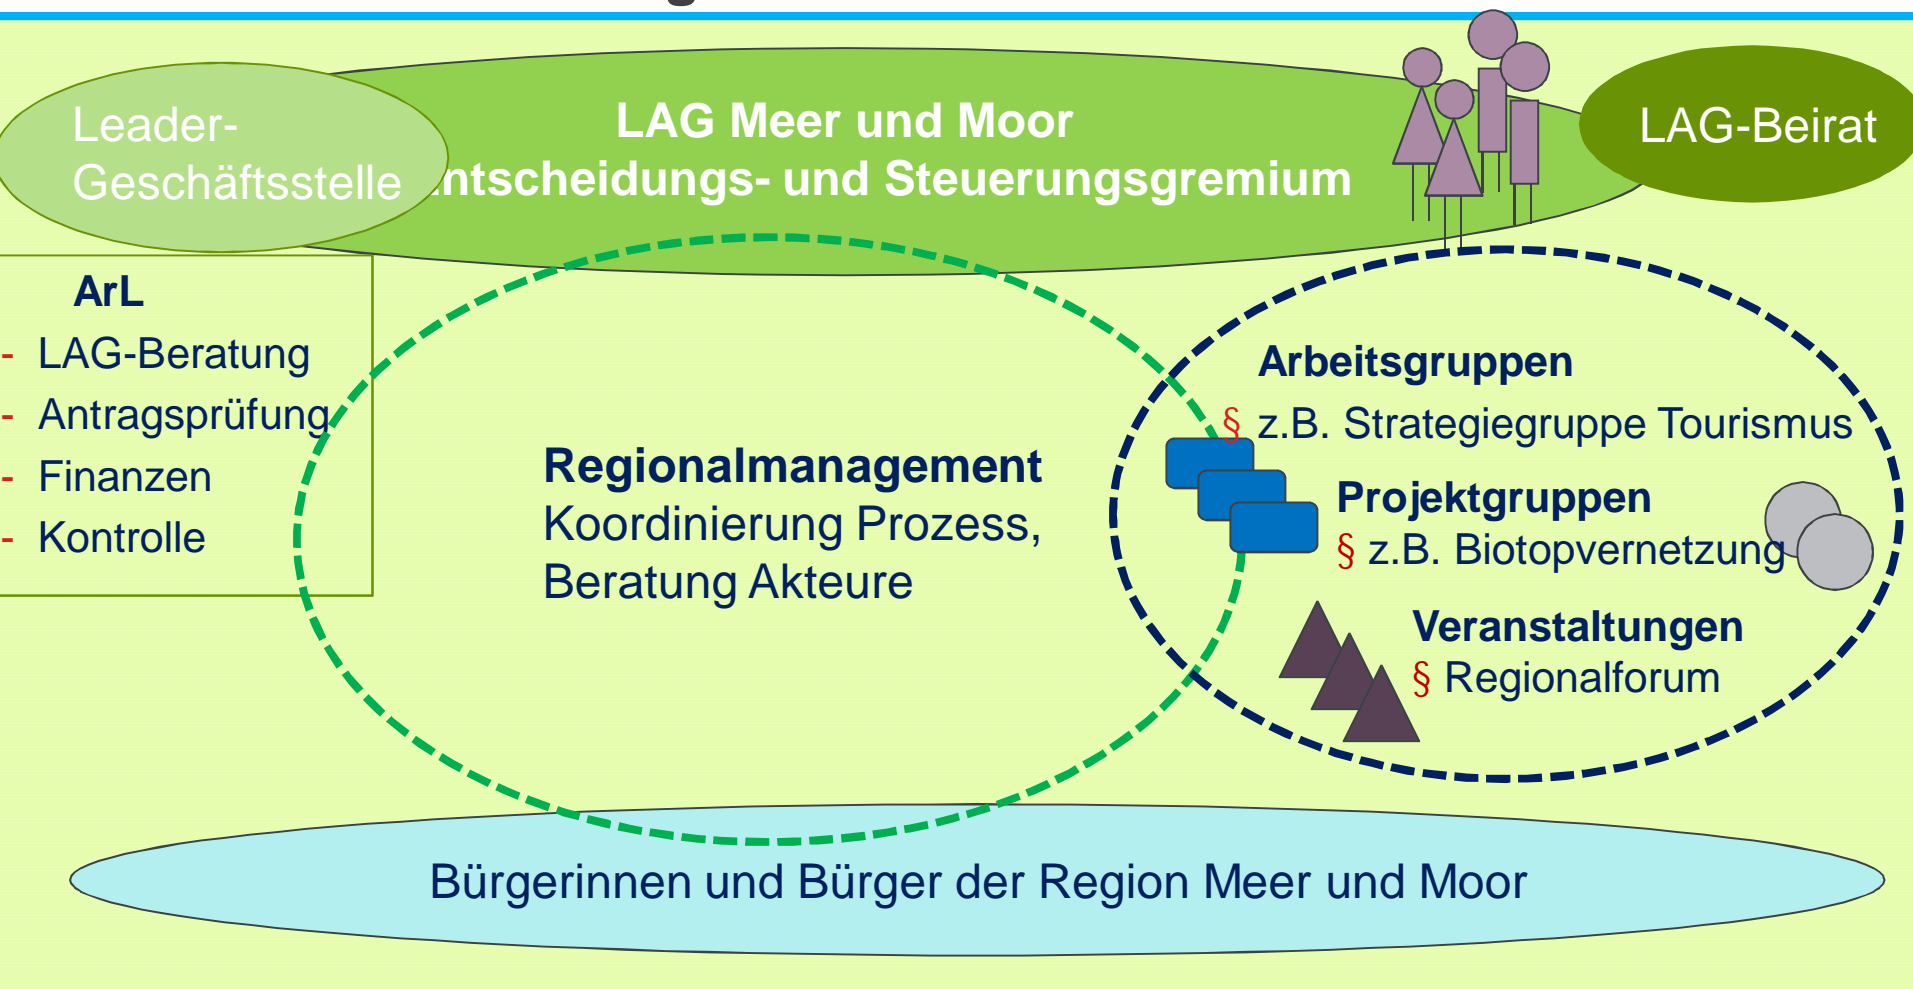 Leader-
Geschäftsstelle
LAG Meer und Moor
ntscheidungs- und Steuerungsgremium
LAG-Beirat
ArL
- LAG-Beratung
- Antragsprüfung
- Finanzen
- Kontrolle
Regionalmanagement
Koordinierung Prozess,
Beratung Akteure
Arbeitsgruppen
§ z.B. Strategiegruppe Tourismus
Projektgruppen
§ z.B. Biotopvernetzung
Veranstaltungen
§ Regionalforum
Bürgerinnen und Bürger der Region Meer und Moor